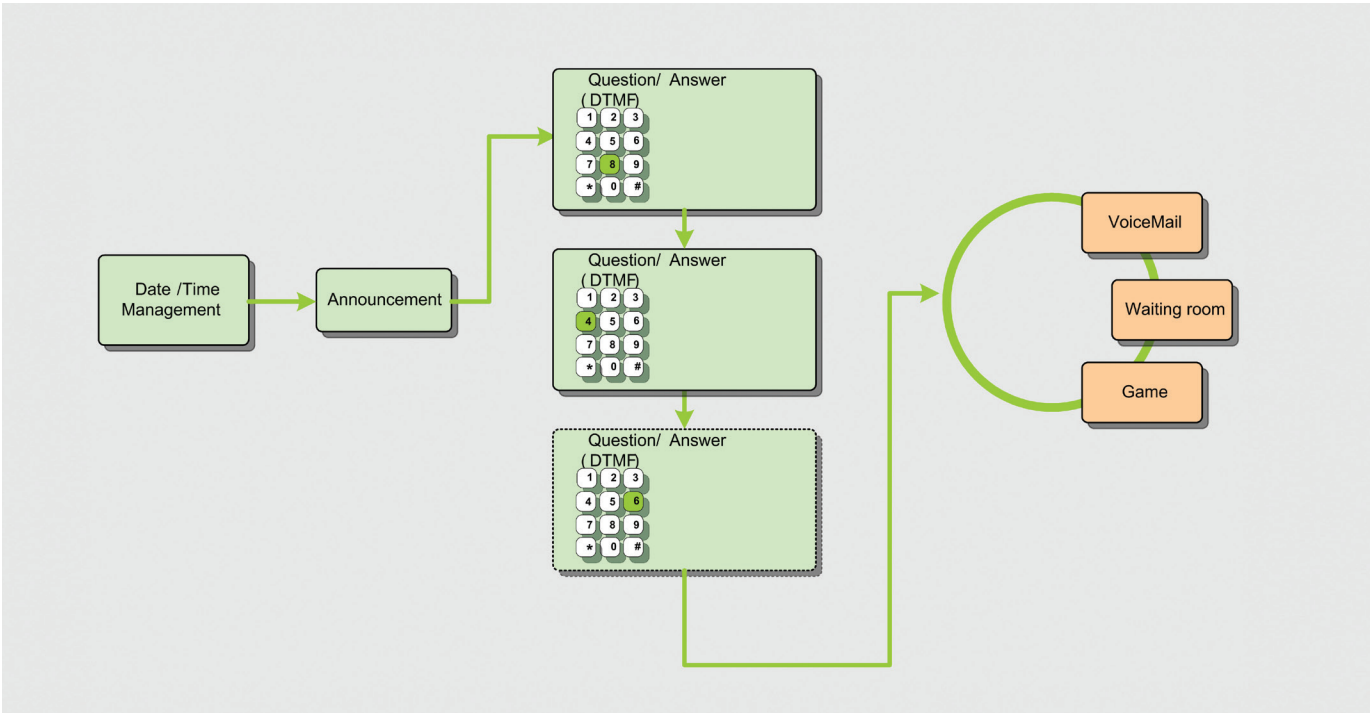 Date /Time
Management
Announcement
Question/ Answer
( DTMF)
1 2 3
4 5 6
7 8 9
* 0 #
Question/ Answer
( DTMF)
1 2 3
4 5 6
7 8 9
* 0 #
Question/ Answer
( DTMF)
1 2 3
4 5 6
7 8 9
* 0 #
VoiceMail
Waiting room
Game